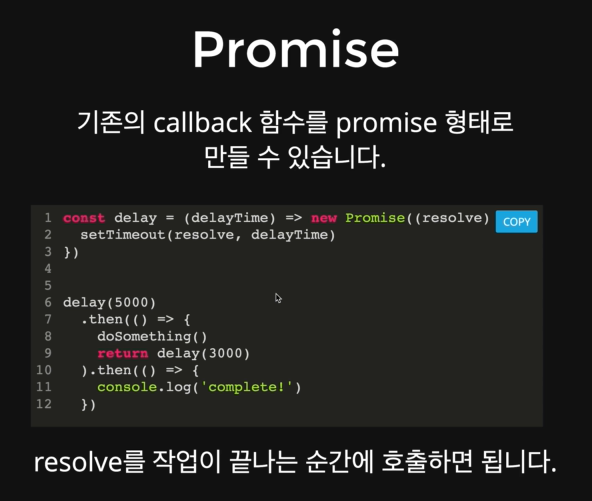 Promise
기존의 callback 함수를 promise 형태로
만들 수 있습니다.
1 const delay = (delayTime) => new Promise((resolve)
COPY
2 setTimeout(resolve, delayTime)
3 })
4
5
6 delay(5000)
7 .then(() => {
8 doSomething()
9 return delay(3000)
10 ).then(() => {
11 console.log('complete!')
12 })
resolve를 작업이 끝나는 순간에 호출하면 됩니다.